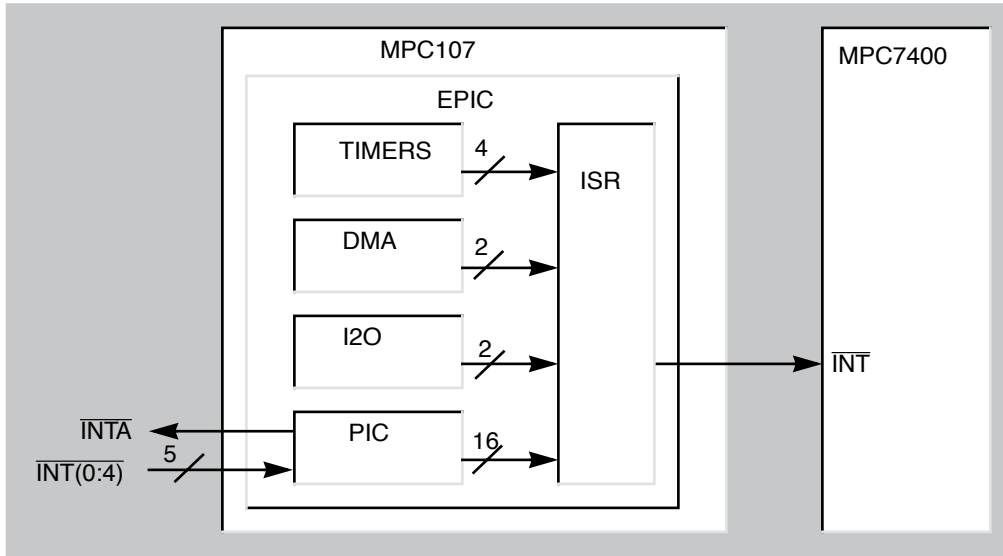 MPC107
MPC7400
EPIC
TIMERS
4
ISR
DMA
2
I2O
2
INT
INTA
PIC
16
5
INT(0:4)